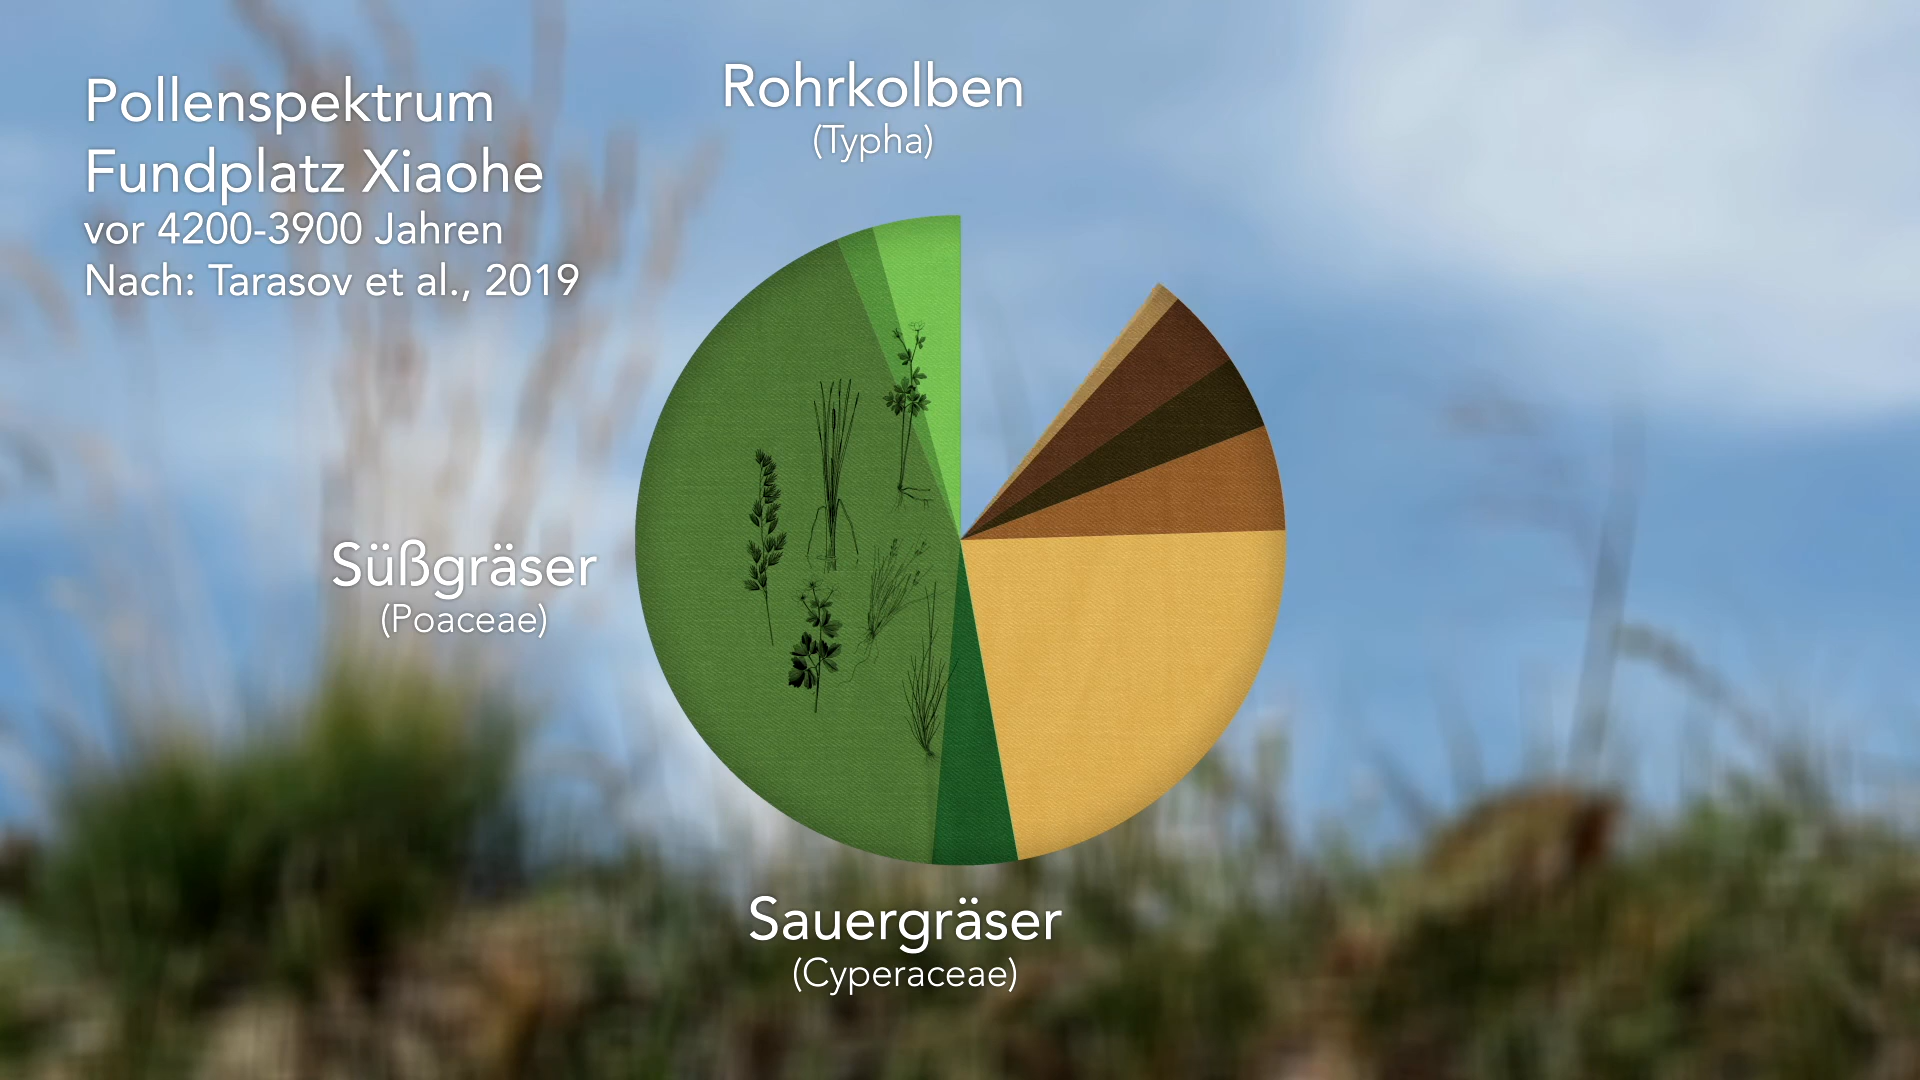 Pollenspektrum
Fundplatz Xiaohe
vor 4200-3900 Jahren
Nach: Tarasov et al., 2019
Rohrkolben
(Typha)
Süßgräser
(Poaceae)
Sauergräser
(Cyperaceae)